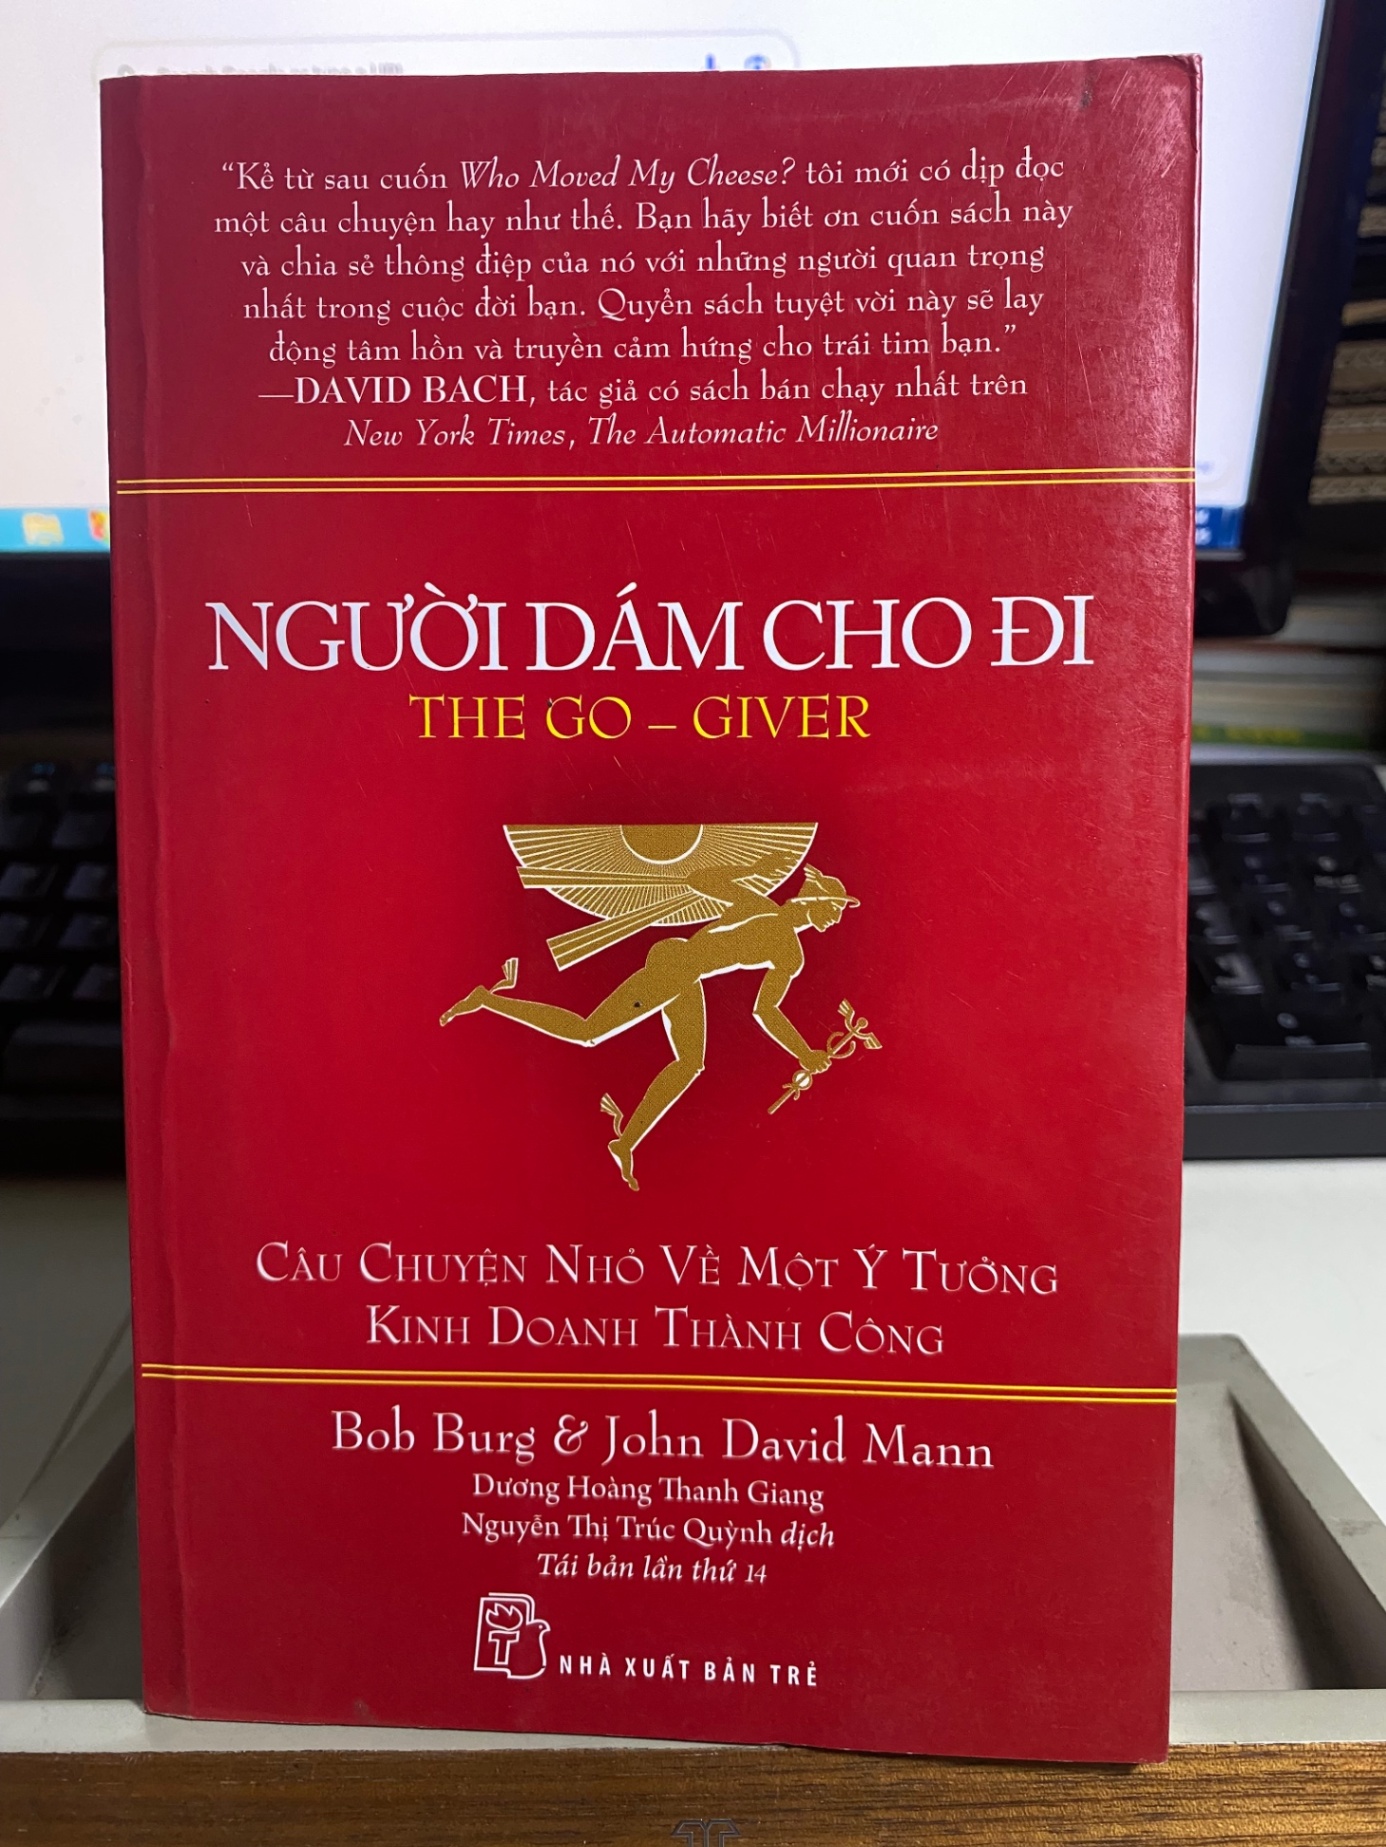 “Kể từ sau cuốn Who Moved My Cheese? tôi mới có dịp đọc
một câu chuyện hay như thế. Bạn hãy biết ơn cuốn sách này
và chia sẻ thông điệp của nó với những người quan trọng
nhất trong cuộc đời bạn. Quyển sách tuyệt vời này sẽ lay
động tâm hồn và truyền cảm hứng cho trái tim bạn.”
—DAVID BACH, tác giả có sách bán chạy nhất trên
New York Times, The Automatic Millionaire
NGƯỜI DÁM CHO ĐI
THE GO – GIVER
CÂU CHUYỆN NHỎ VỀ MỘT Ý TƯỞNG
KINH DOANH THÀNH CÔNG
Bob Burg & John David Mann
Dương Hoàng Thanh Giang
Nguyễn Thị Trúc Quỳnh dịch
Tái bản lần thứ 14
NHÀ XUẤT BẢN TRẺ